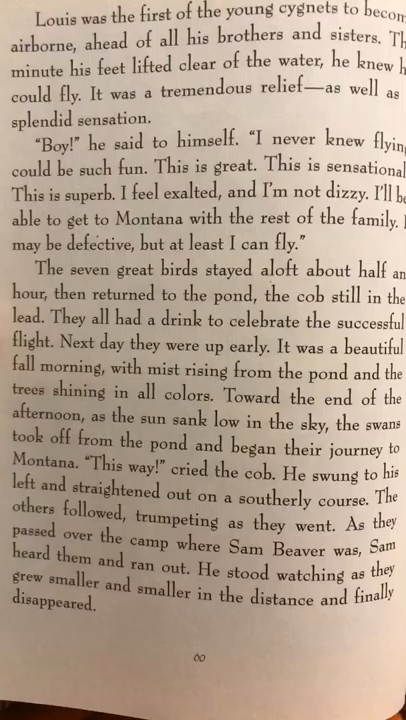 Louis was the first of the young cygnets to becom
airborne, ahead of all his brothers and sisters. Th
minute his feet lifted clear of the water, he knew h
could fly. It was a tremendous relief—as well as
splendid sensation.
"Boy!" he said to himself. "I never knew flyin
could be such fun. This is great. This is sensational
This is superb. I feel exalted, and I'm not dizzy. I'll b
able to get to Montana with the rest of the family. I
may be defective, but at least I can fly."
The seven great birds stayed aloft about half an
hour, then returned to the pond, the cob still in the
lead. They all had a drink to celebrate the successful
flight. Next day they were up early. It was a beautiful
fall morning, with mist rising from the pond and the
trees shining in all colors. Toward the end of the
afternoon, as the sun sank low in the sky, the swans
took off from the pond and began their journey to
Montana. "This way!" cried the cob. He swung to his
left and straightened out on a southerly course. The
others followed, trumpeting as they went. As they
passed over the camp where Sam Beaver was, Sam
heard them and ran out. He stood watching as they
grew smaller and smaller in the distance and finally
disappeared.
60